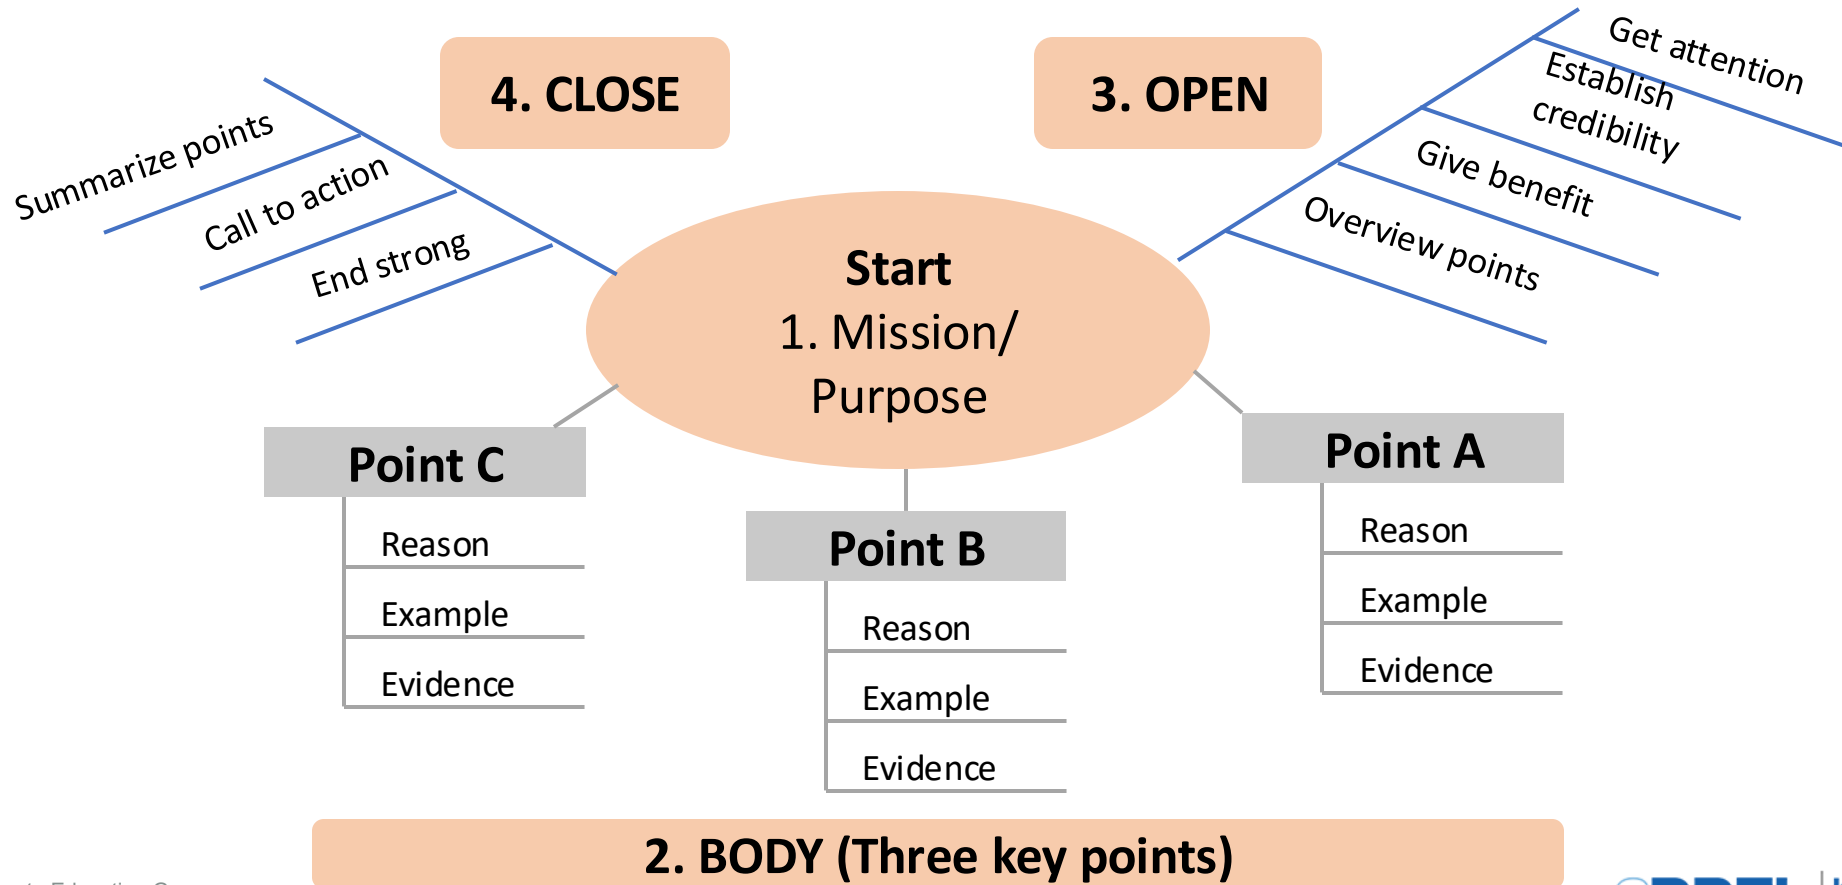 4. CLOSE
3. OPEN
Get attention
Establish
credibility
Give benefit
Overview points
Summarize points
Call to action
End strong
Start
1. Mission/
Purpose
Point C
Reason
Example
Evidence
Point B
Reason
Example
Evidence
Point A
Reason
Example
Evidence
2. BODY (Three key points)